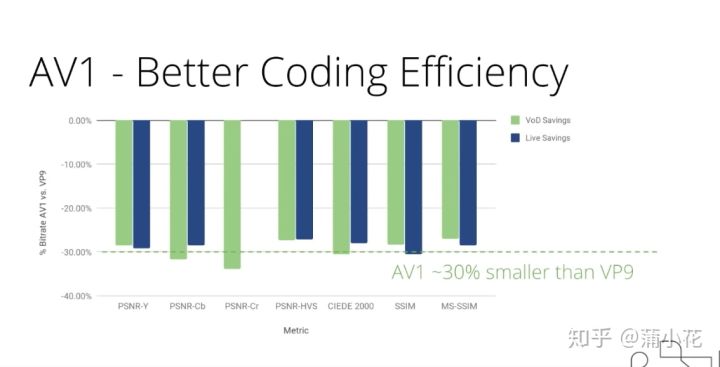 AV1 - Better Coding Efficiency
% Bitrate AV1 vs. VP9
0.00%
-10.00%
-20.00%
-30.00%
-40.00%
VoD Savings
Live Savings
AV1 ~30% smaller than VP9
PSNR-Y PSNR-Cb PSNR-Cr PSNR-HVS CIEDE 2000 SSIM MS-SSIM
Metric
知乎 @蒲小花